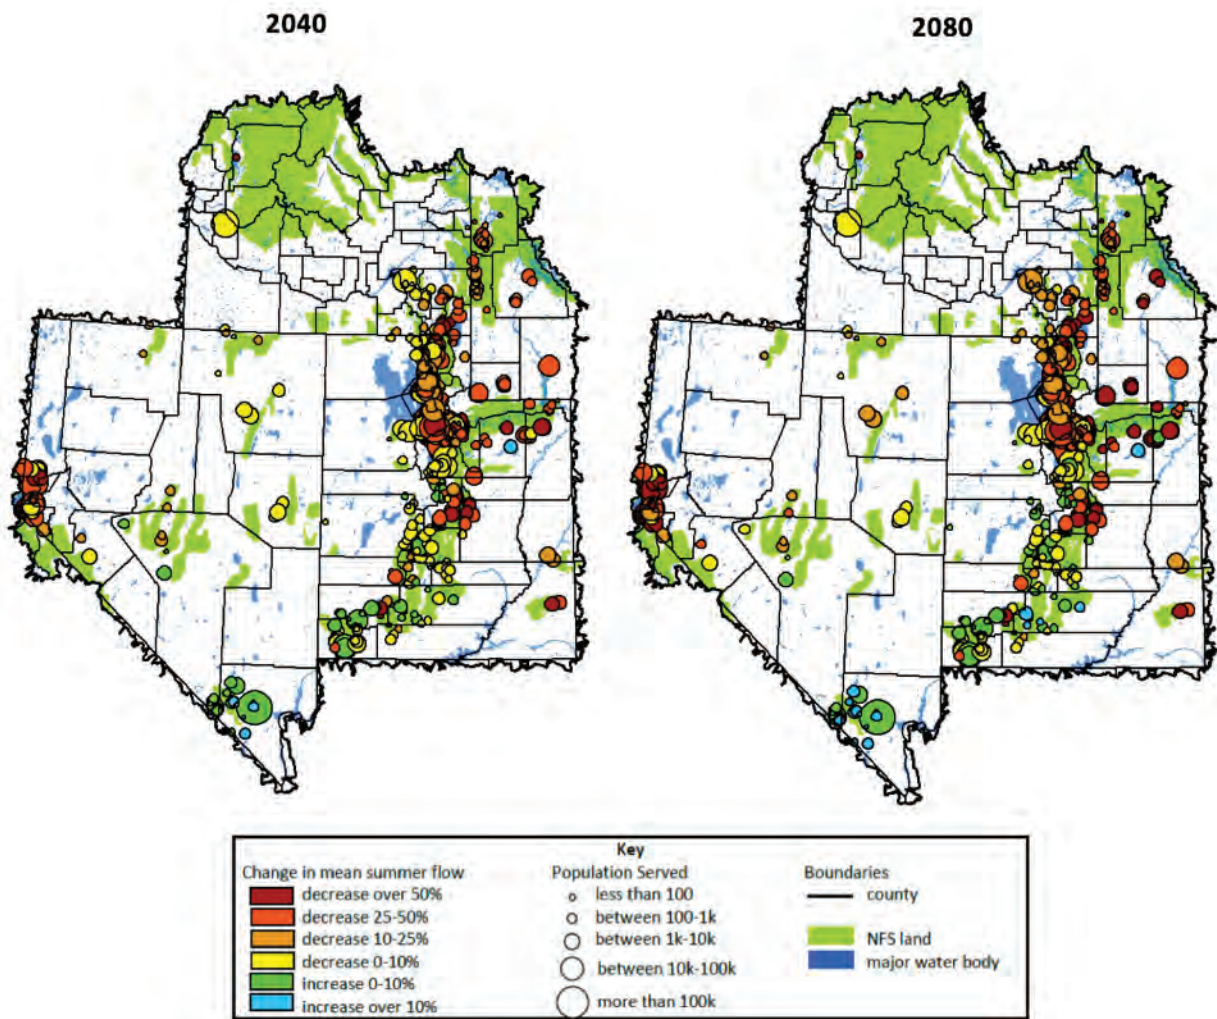 2040
2080
Key
Change in mean summer flow
decrease over 50%
decrease 25-50%
decrease 10-25%
decrease 0-10%
increase 0-10%
increase over 10%
Population Served
less than 100
between 100-1k
between 1k-10k
between 10k-100k
more than 100k
Boundaries
county
NFS land
major water body